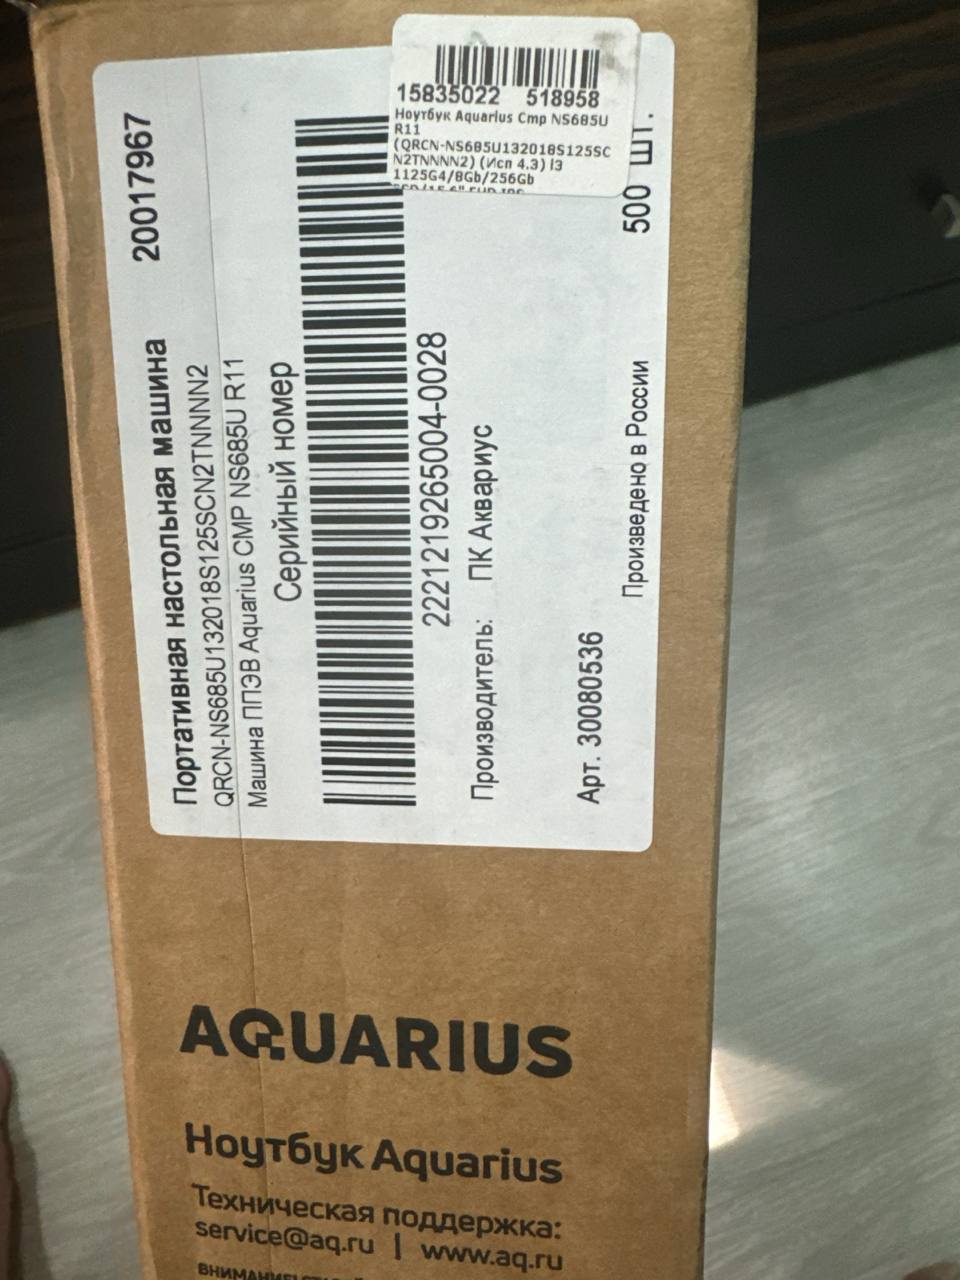 15835022 518958
Ноутбук Aquarius Cmp NS685U
R11
(QRCN-NS685U132018S125SC
N2TNNNN2) (Исп 4.3) I3
1125G4/8Gb/256Gb
Портативная настольная машина 20017967
QRCN-NS685U132018S125SCN2TNNNN2
Машина ППЭВ Aquarius CMP NS685U R11
Серийный номер
2221219265004-0028
Производитель: ПК Аквариус
Арт. 30080536
Произведено в России 500 шт.
AQUARIUS
Ноутбук Aquarius
Техническая поддержка:
service@aq.ru | www.aq.ru